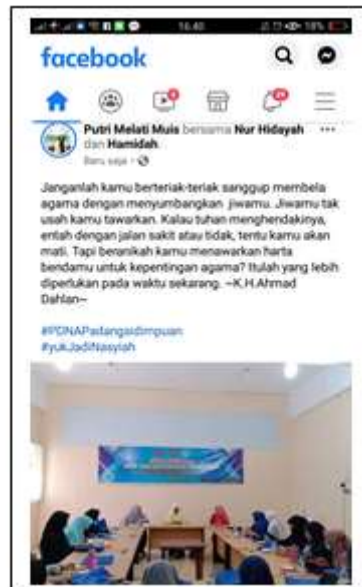 16.40
18%
facebook
Putri Melati Muis bersama Nur Hidayah
dan Hamidah.
Baru saja
Janganlah kamu berteriak-teriak sanggup membela
agama dengan menyumbangkan jiwamu. Jiwamu tak
usah kamu tawarkan. Kalau tuhan menghendakinya,
entah dengan jalan sakit atau tidak, tentu kamu akan
mati. Tapi beranikah kamu menawarkan harta
bendamu untuk kepentingan agama? Itulah yang lebih
diperlukan pada waktu sekarang. ~K.H.Ahmad
Dahlan~
#PDNAPadangsidimpuan
#yukJadiNasyiah